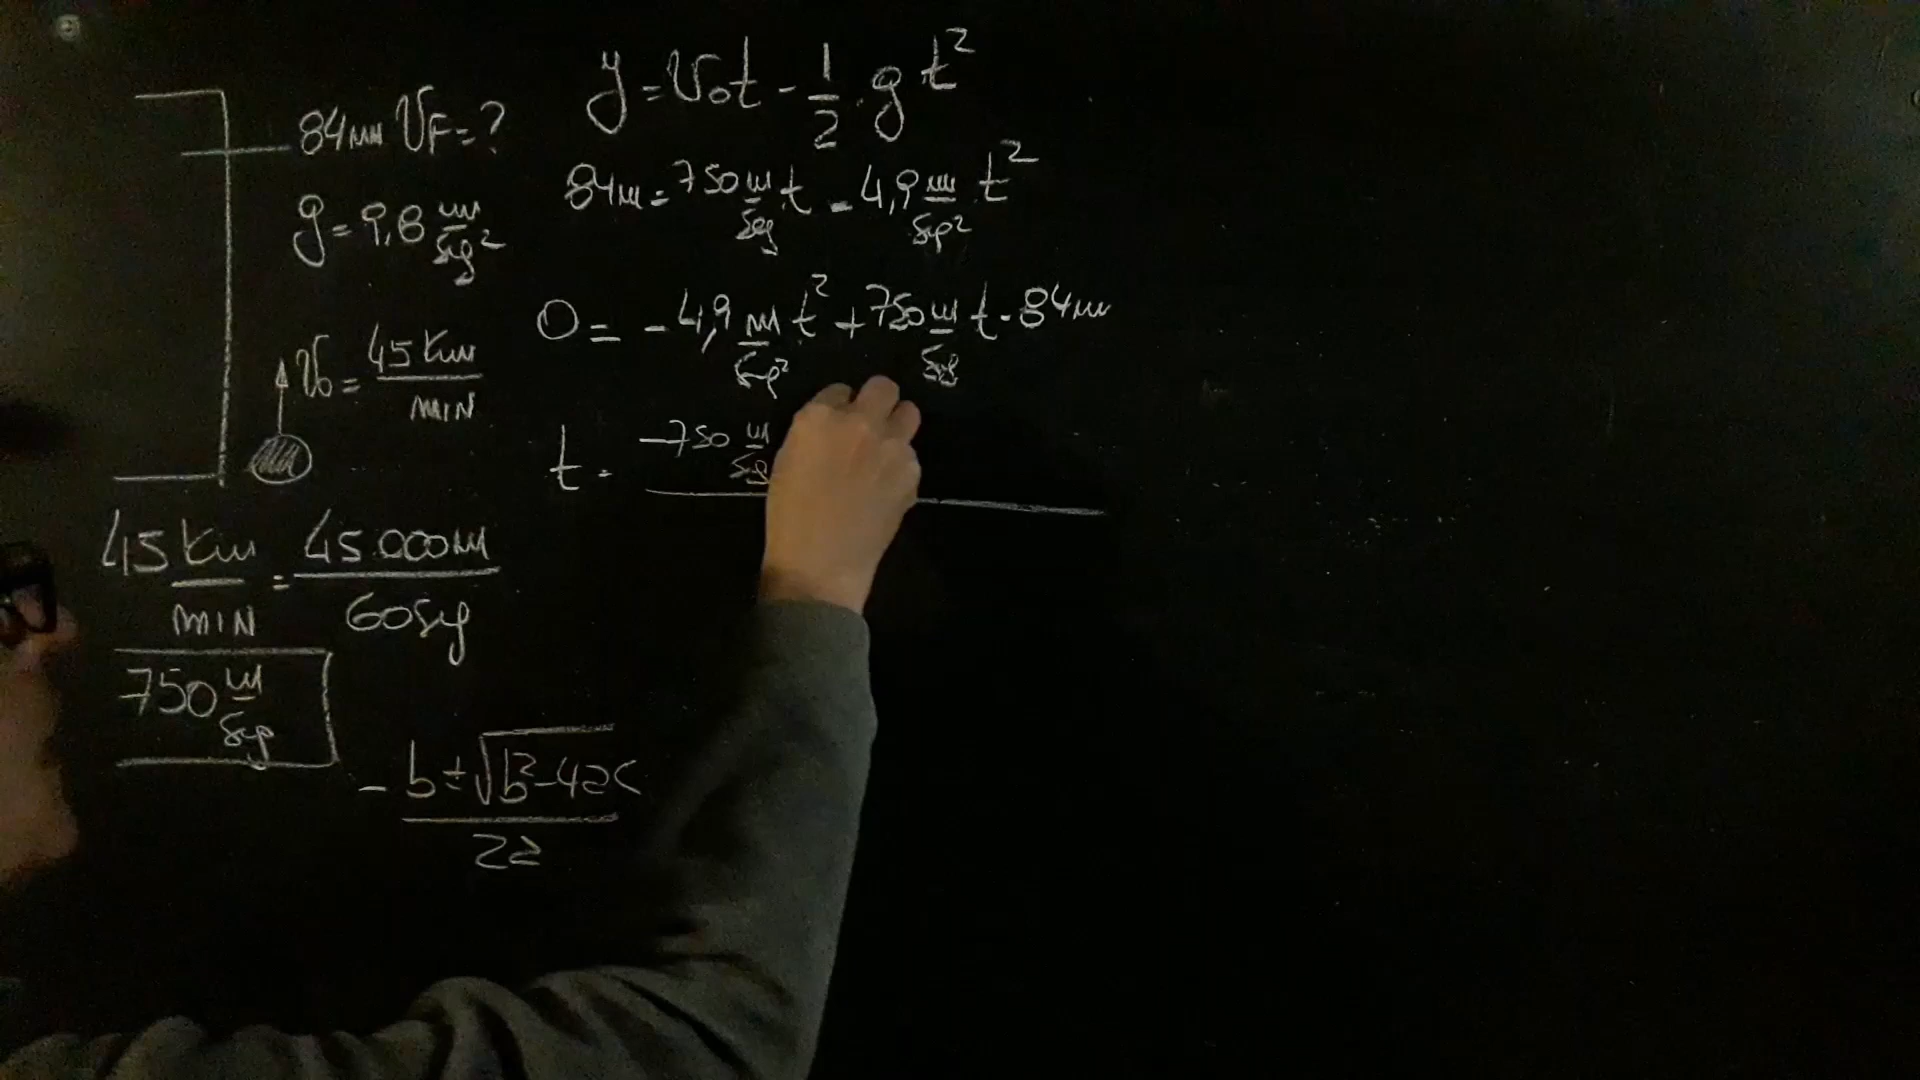 84m VF=?
g=9,8 m/seg²
V₀= 45 Km/MIN
45 Km/MIN = 45.000m/60seg
750 m/seg
y=V₀t - 1/2 . g t²
84m=750 m/seg t - 4,9 m/seg² t²
0= -4,9 m/seg² t² +750 m/seg t - 84m
t= -750 m/seg
-b±√b²-4ac/2a